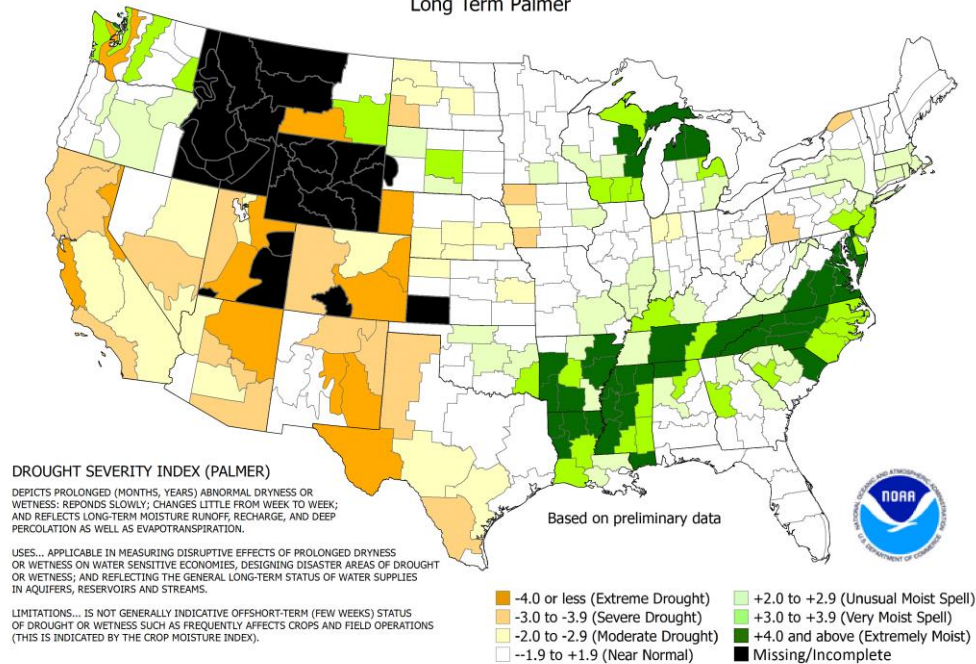 Long Term Palmer
DROUGHT SEVERITY INDEX (PALMER)
DEPICTS PROLONGED (MONTHS, YEARS) ABNORMAL DRYNESS OR
WETNESS: REPONDS SLOWLY; CHANGES LITTLE FROM WEEK TO WEEK;
AND REFLECTS LONG-TERM MOISTURE RUNOFF, RECHARGE, AND DEEP
PERCOLATION AS WELL AS EVAPOTRANSPIRATION.
USES... APPLICABLE IN MEASURING DISRUPTIVE EFFECTS OF PROLONGED DRYNESS
OR WETNESS ON WATER SENSITIVE ECONOMIES, DESIGNING DISASTER AREAS OF DROUGHT
OR WETNESS; AND REFLECTING THE GENERAL LONG-TERM STATUS OF WATER SUPPLIES
IN AQUIFERS, RESERVOIRS AND STREAMS.
LIMITATIONS... IS NOT GENERALLY INDICATIVE OFFSHORT-TERM (FEW WEEKS) STATUS
OF DROUGHT OR WETNESS SUCH AS FREQUENTLY AFFECTS CROPS AND FIELD OPERATIONS
(THIS IS INDICATED BY THE CROP MOISTURE INDEX).
Based on preliminary data
NATIONAL OCEANIC AND ATMOSPHERIC ADMINISTRATION
NOAA
U.S. DEPARTMENT OF COMMERCE
-4.0 or less (Extreme Drought)
-3.0 to -3.9 (Severe Drought)
-2.0 to -2.9 (Moderate Drought)
--1.9 to +1.9 (Near Normal)
+2.0 to +2.9 (Unusual Moist Spell)
+3.0 to +3.9 (Very Moist Spell)
+4.0 and above (Extremely Moist)
Missing/Incomplete